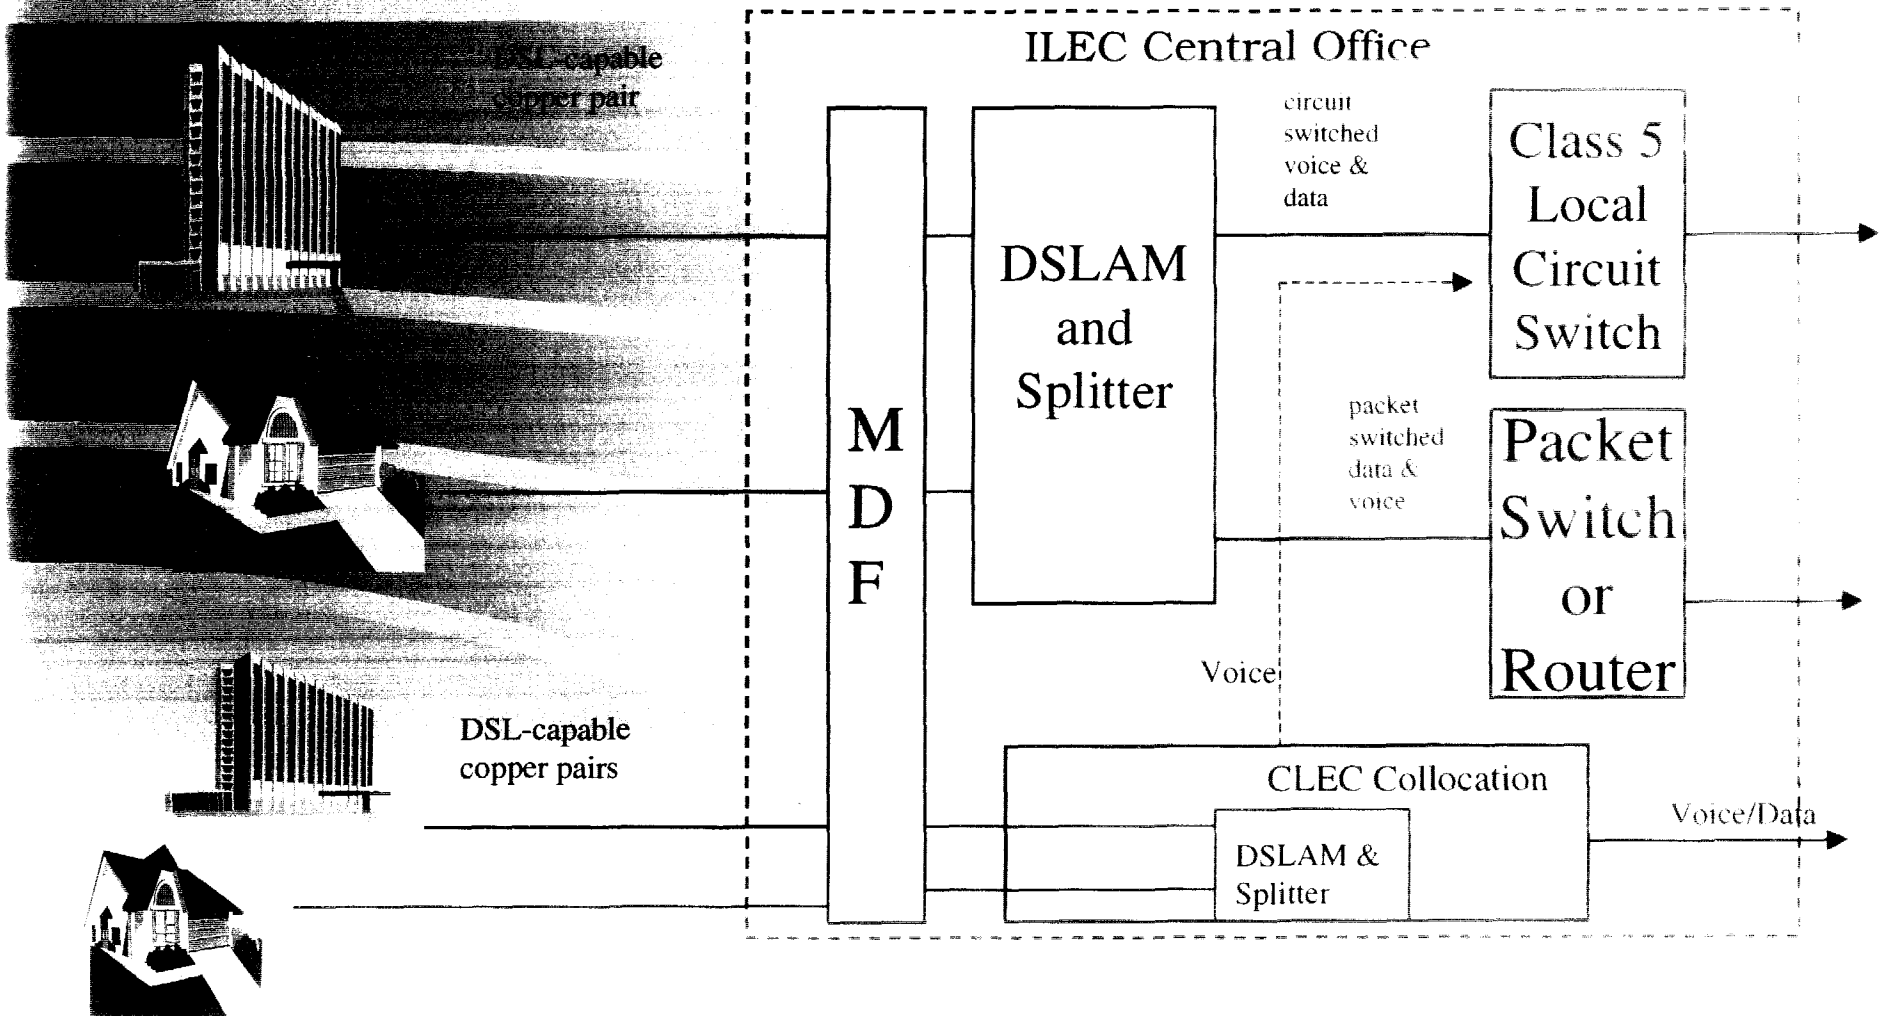 ILEC Central Office
DSL-capable
copper pair
circuit
switched
voice &
data
Class 5
Local
Circuit
Switch
DSLAM
and
Splitter
M
D
F
packet
switched
data &
voice
Packet
Switch
or
Router
Voice
DSL-capable
copper pairs
CLEC Collocation
Voice/Data
DSLAM &
Splitter